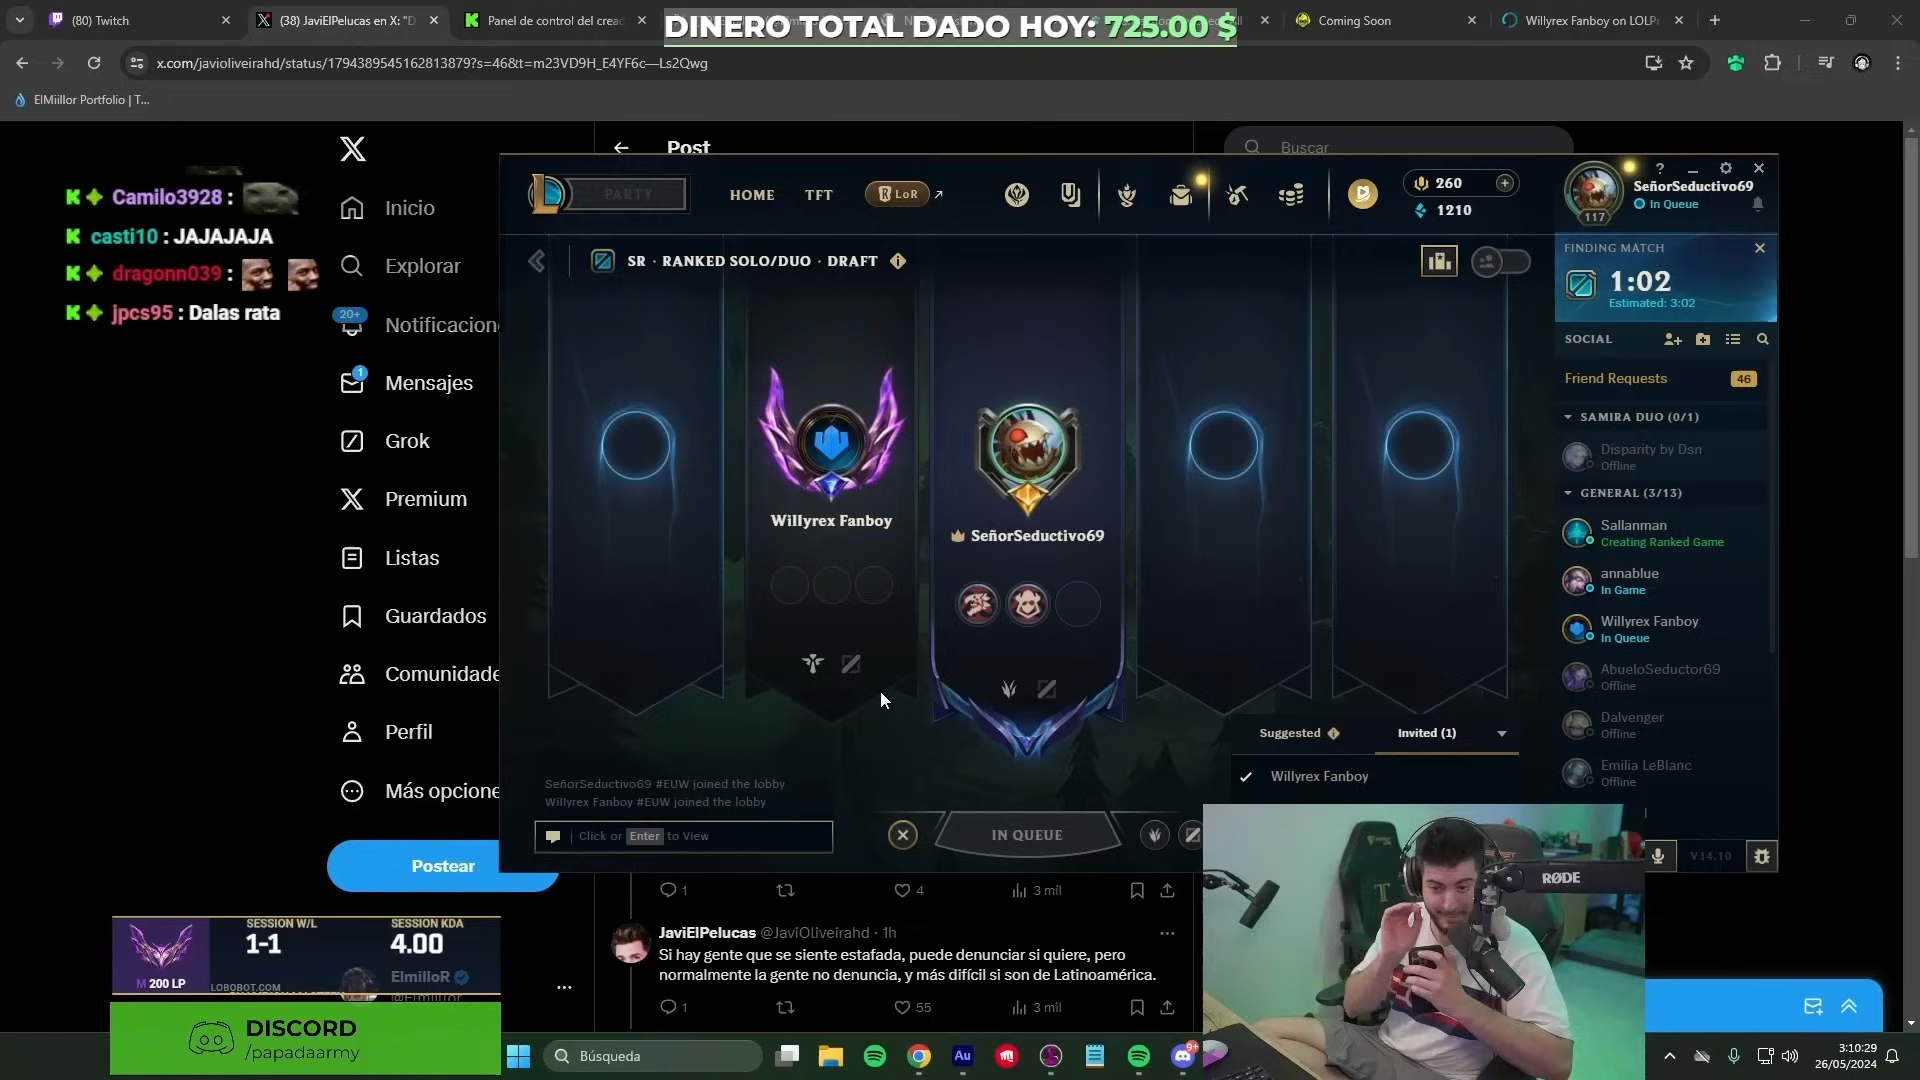 (80) Twitch
(38) JaviElPelucas en X: "D
Panel de control del creac
Coming Soon
Willyrex Fanboy on LOLP
DINERO TOTAL DADO HOY: 725.00 $
x.com/javioliveirahd/status/1794389545162813879?s=46&t=m23VD9H_E4YF6c—Ls2Qwg
ElMiillor Portfolio | T...
Camilo3928 :
casti10 : JAJAJAJA
dragonn039 :
jpcs95 : Dalas rata
Inicio
Explorar
20+
Notificacion
1
Mensajes
Grok
Premium
Listas
Guardados
Comunidade
Perfil
Más opcione
Postear
Post
Buscar
PARTY
HOME
TFT
LoR
260
1210
117
SeñorSeductivo69
In Queue
SR · RANKED SOLO/DUO · DRAFT
FINDING MATCH
1:02
Estimated: 3:02
SOCIAL
Friend Requests
46
SAMIRA DUO (0/1)
Disparity by Dsn
Offline
GENERAL (3/13)
Sallanman
Creating Ranked Game
annablue
In Game
Willyrex Fanboy
In Queue
AbueloSeductor69
Offline
Dalvenger
Offline
Emilia LeBlanc
Offline
V14.10
Willyrex Fanboy
SeñorSeductivo69
Suggested
Invited (1)
Willyrex Fanboy
SeñorSeductivo69 #EUW joined the lobby
Willyrex Fanboy #EUW joined the lobby
Click or Enter to View
IN QUEUE
1
4
3 mil
JaviElPelucas @JaviOliveirahd · 1h
Si hay gente que se siente estafada, puede denunciar si quiere, pero
normalmente la gente no denuncia, y más difícil si son de Latinoamérica.
1
55
3 mil
SESSION W/L
1-1
SESSION KDA
4.00
M 200 LP
LOBOBOT.COM
ElmilloR
@Elmillor
DISCORD
/papadaarmy
RØDE
Búsqueda
Au
9+
3:10:29
26/05/2024